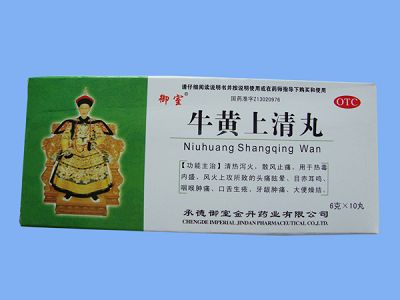 请仔细阅读说明书并按说明使用或在药师指导下购买和使用
御室
国药准字Z13020976
OTC
牛黄上清丸
Niuhuang Shangqing Wan
【功能主治】清热泻火，散风止痛，用于热毒
内盛，风火上攻所致的头痛眩晕、目赤耳鸣、
咽喉肿痛、口舌生疮、牙龈肿痛、大便燥结。
承德御室金丹药业有限公司
CHENGDE IMPERIAL JINDAN PHARMACEUTICAL CO.,LTD.
6克×10丸